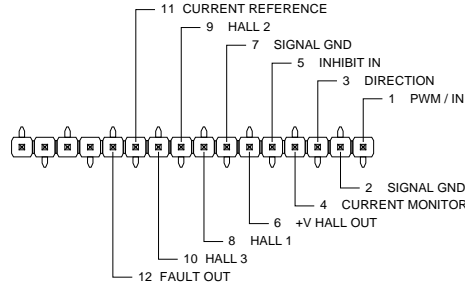 11 CURRENT REFERENCE
9 HALL 2
7 SIGNAL GND
5 INHIBIT IN
3 DIRECTION
1 PWM / IN
2 SIGNAL GND
4 CURRENT MONITOR
6 +V HALL OUT
8 HALL 1
10 HALL 3
12 FAULT OUT